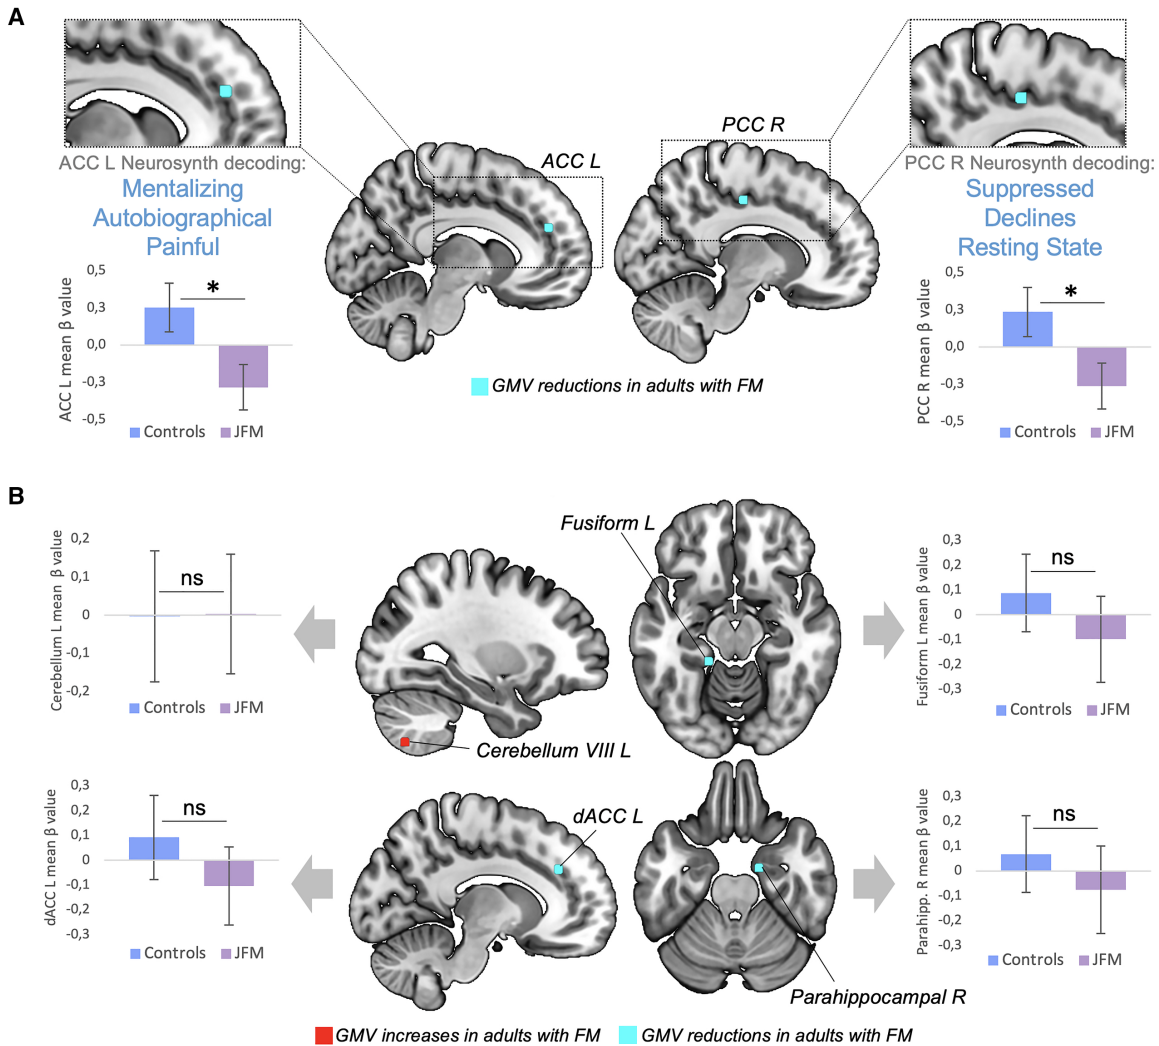 A
ACC L
PCC R
ACC L Neurosynth decoding:
Mentalizing
Autobiographical
Painful
PCC R Neurosynth decoding:
Suppressed
Declines
Resting State
ACC L mean β value
0,5
0,3
0,0
-0,3
-0,5
*
Controls
JFM
GMV reductions in adults with FM
PCC R mean β value
0,5
0,3
0,0
-0,3
-0,5
*
Controls
JFM
B
Cerebellum L mean β value
0,2
0,1
0
-0,1
-0,2
ns
Controls
JFM
Fusiform L
Cerebellum VIII L
Fusiform L mean β value
0,3
0,2
0,1
0
-0,1
-0,2
-0,3
ns
Controls
JFM
dACC L mean β value
0,3
0,2
0,1
0
-0,1
-0,2
-0,3
ns
Controls
JFM
dACC L
Parahippocampal R
Parahipp. R mean β value
0,3
0,2
0,1
0
-0,1
-0,2
-0,3
ns
Controls
JFM
GMV increases in adults with FM
GMV reductions in adults with FM